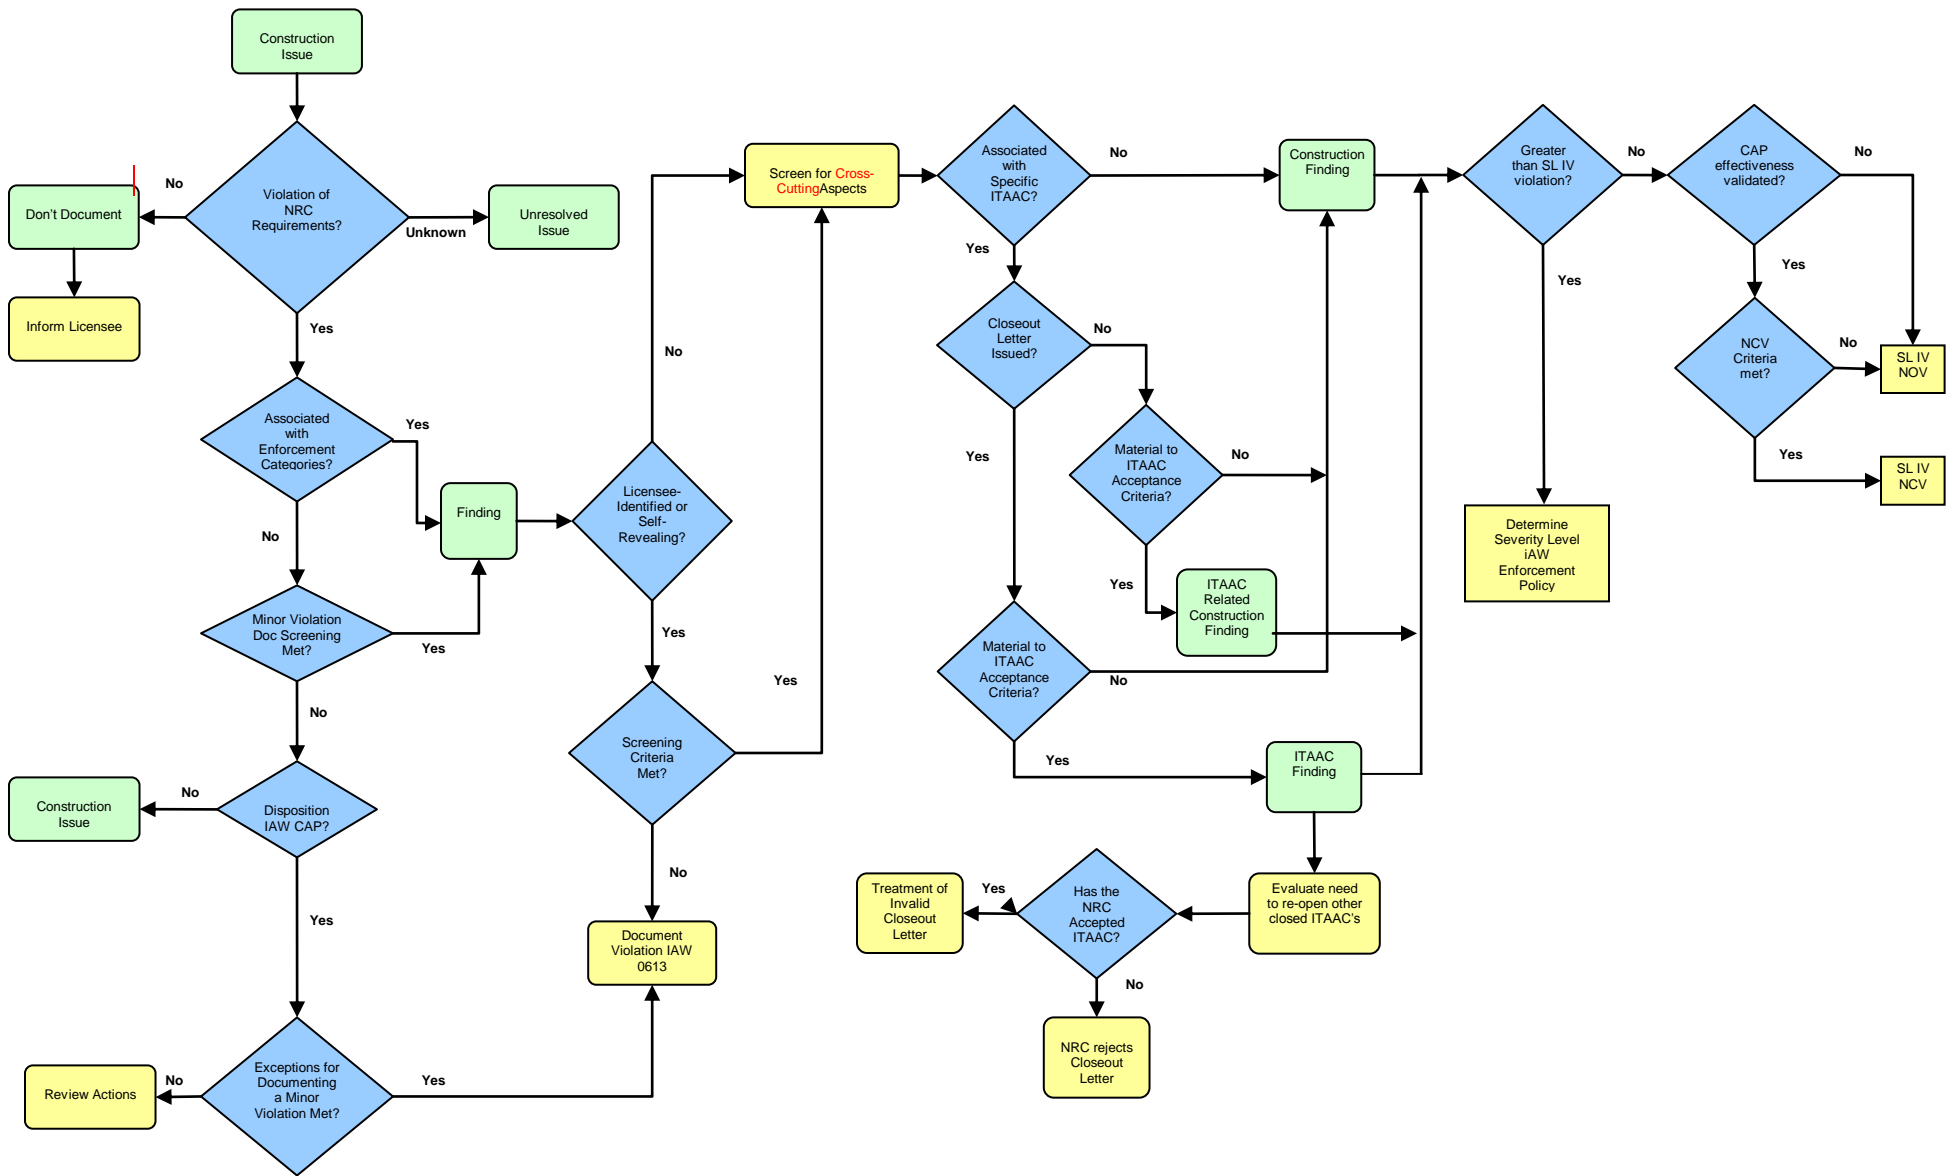 Construction
Issue
Violation of
NRC
Requirements?
No
Don't Document
Inform Licensee
Unknown
Unresolved
Issue
Yes
Associated
with
Enforcement
Categories?
Yes
No
Finding
Minor Violation
Doc Screening
Met?
Yes
No
Disposition
IAW CAP?
No
Construction
Issue
Yes
Exceptions for
Documenting
a Minor
Violation Met?
No
Review Actions
Yes
Licensee-
Identified or
Self-
Revealing?
No
Yes
Screening
Criteria
Met?
Yes
No
Document
Violation IAW
0613
Screen for Cross-
CuttingAspects
Associated
with
Specific
ITAAC?
No
Yes
Closeout
Letter
Issued?
No
Yes
Material to
ITAAC
Acceptance
Criteria?
No
Yes
ITAAC
Related
Construction
Finding
Material to
ITAAC
Acceptance
Criteria?
No
Yes
ITAAC
Finding
Evaluate need
to re-open other
closed ITAAC's
Has the
NRC
Accepted
ITAAC?
Yes
Treatment of
Invalid
Closeout
Letter
No
NRC rejects
Closeout
Letter
Construction
Finding
Greater
than SL IV
violation?
No
Yes
Determine
Severity Level
iAW
Enforcement
Policy
CAP
effectiveness
validated?
No
Yes
NCV
Criteria
met?
No
SL IV
NOV
Yes
SL IV
NCV